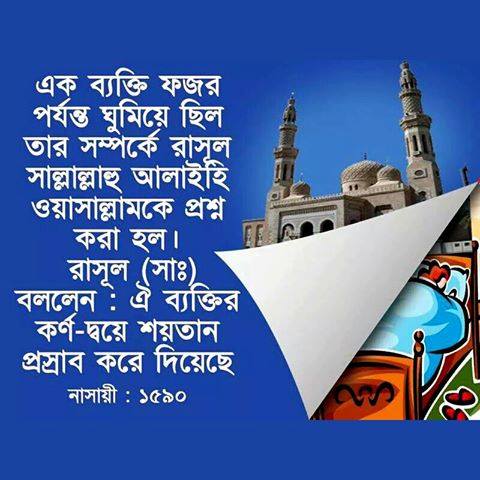 এক ব্যক্তি ফজর
পর্যন্ত ঘুমিয়ে ছিল
তার সম্পর্কে রাসূল
সাল্লাল্লাহু আলাইহি
ওয়াসাল্লামকে প্রশ্ন
করা হল।
রাসূল (সাঃ)
বললেন : ঐ ব্যক্তির
কর্ণ-দ্বয়ে শয়তান
প্রস্রাব করে দিয়েছে
নাসায়ী : ১৫৯০